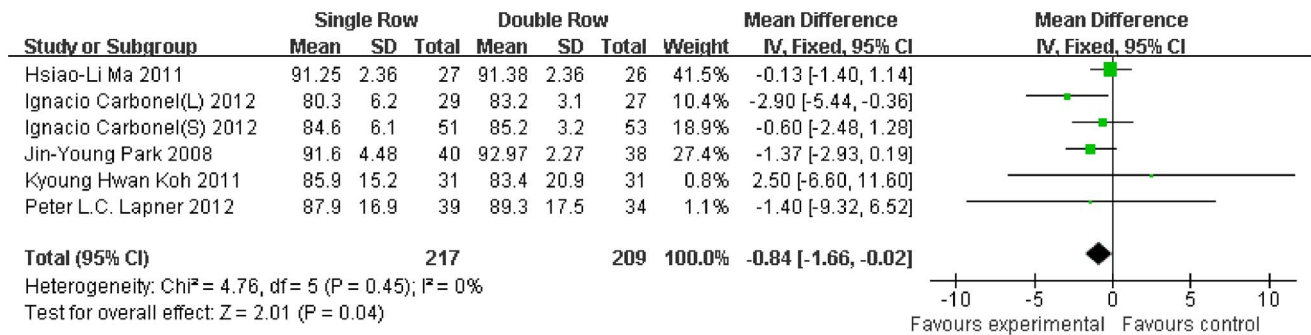 Single Row Double Row Mean Difference Mean Difference
Study or Subgroup Mean SD Total Mean SD Total Weight IV, Fixed, 95% CI IV, Fixed, 95% CI
Hsiao-Li Ma 2011 91.25 2.36 27 91.38 2.36 26 41.5% -0.13 [-1.40, 1.14]
Ignacio Carbonel(L) 2012 80.3 6.2 29 83.2 3.1 27 10.4% -2.90 [-5.44, -0.36]
Ignacio Carbonel(S) 2012 84.6 6.1 51 85.2 3.2 53 18.9% -0.60 [-2.48, 1.28]
Jin-Young Park 2008 91.6 4.48 40 92.97 2.27 38 27.4% -1.37 [-2.93, 0.19]
Kyoung Hwan Koh 2011 85.9 15.2 31 83.4 20.9 31 0.8% 2.50 [-6.60, 11.60]
Peter L.C. Lapner 2012 87.9 16.9 39 89.3 17.5 34 1.1% -1.40 [-9.32, 6.52]
Total (95% CI) 217 209 100.0% -0.84 [-1.66, -0.02]
Heterogeneity: Chi² = 4.76, df = 5 (P = 0.45); I² = 0%
Test for overall effect: Z = 2.01 (P = 0.04)
-10 -5 0 5 10
Favours experimental Favours control